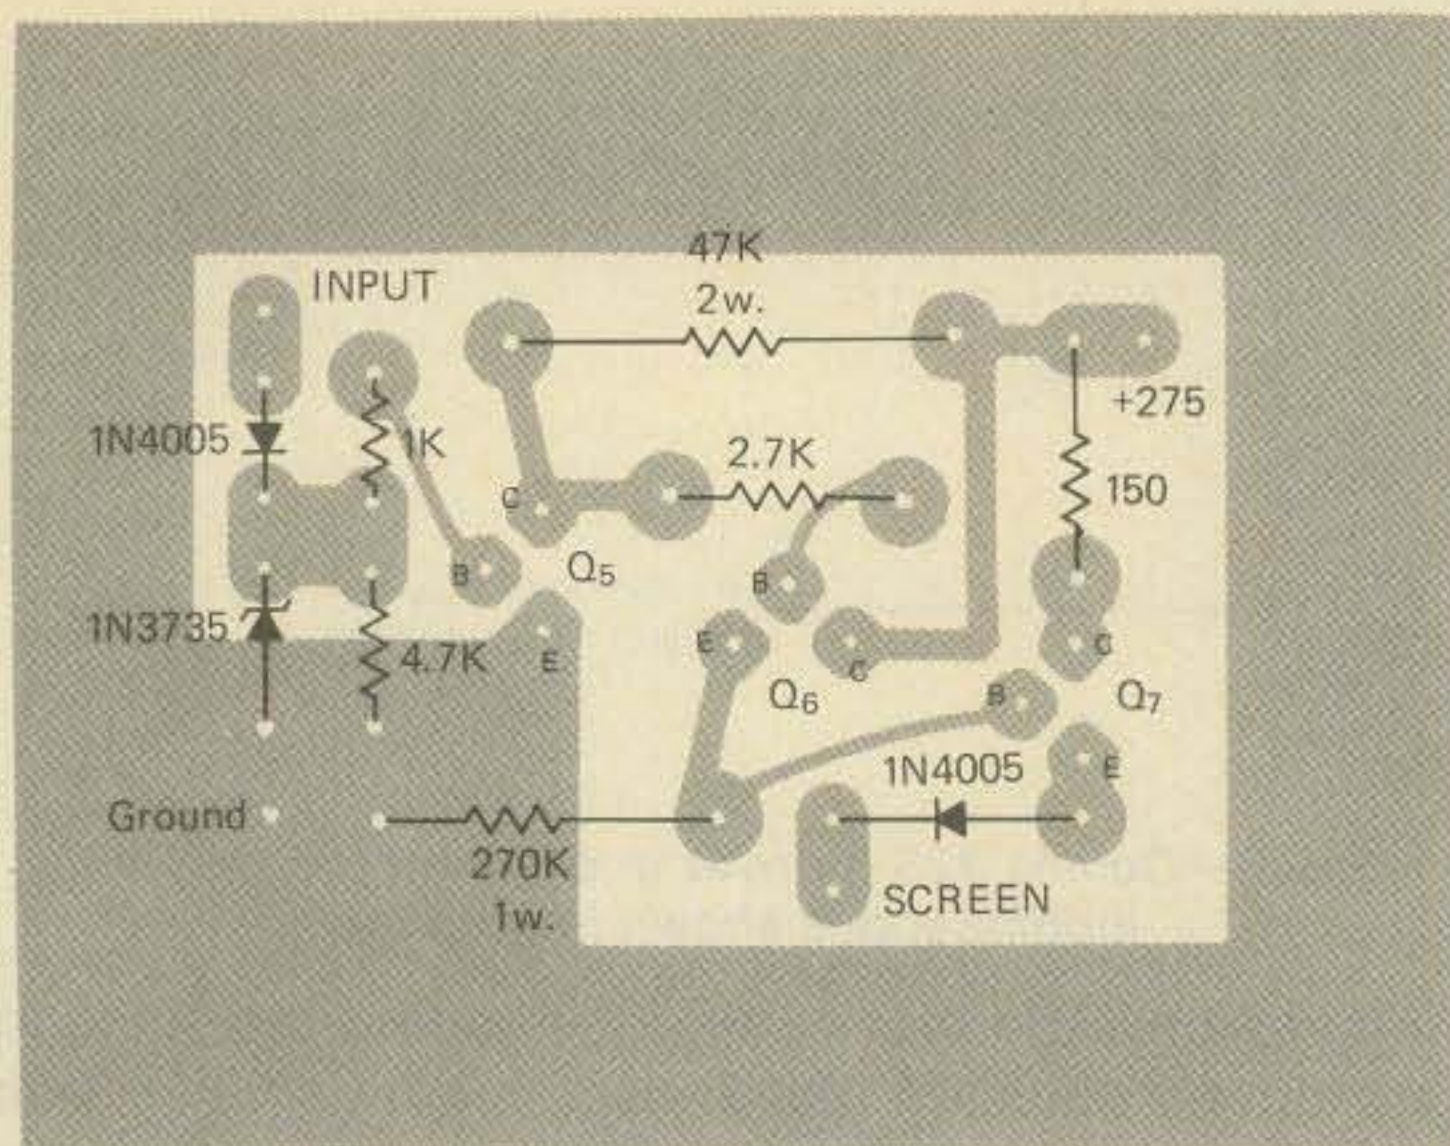 47K
2w.
INPUT
+275
1N4005
1K
2.7K
150
C
B
Q5
B
1N3735
4.7K
E
E
C
C
Q6
B
Q7
1N4005
E
Ground
270K
1w.
SCREEN